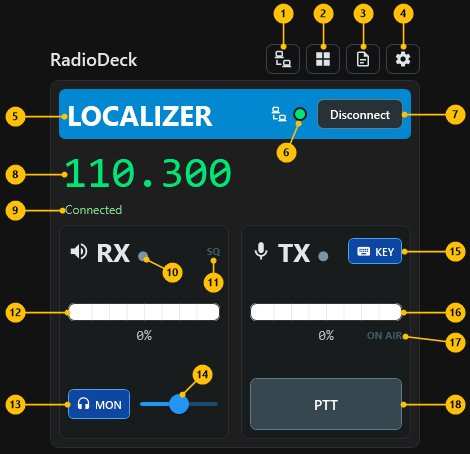 1
2
3
4
RadioDeck
5
LOCALIZER
Disconnect
7
6
8
110.300
9
Connected
RX
10
SQ
11
TX
KEY
15
12
16
0%
0%
ON AIR
17
14
13
MON
PTT
18